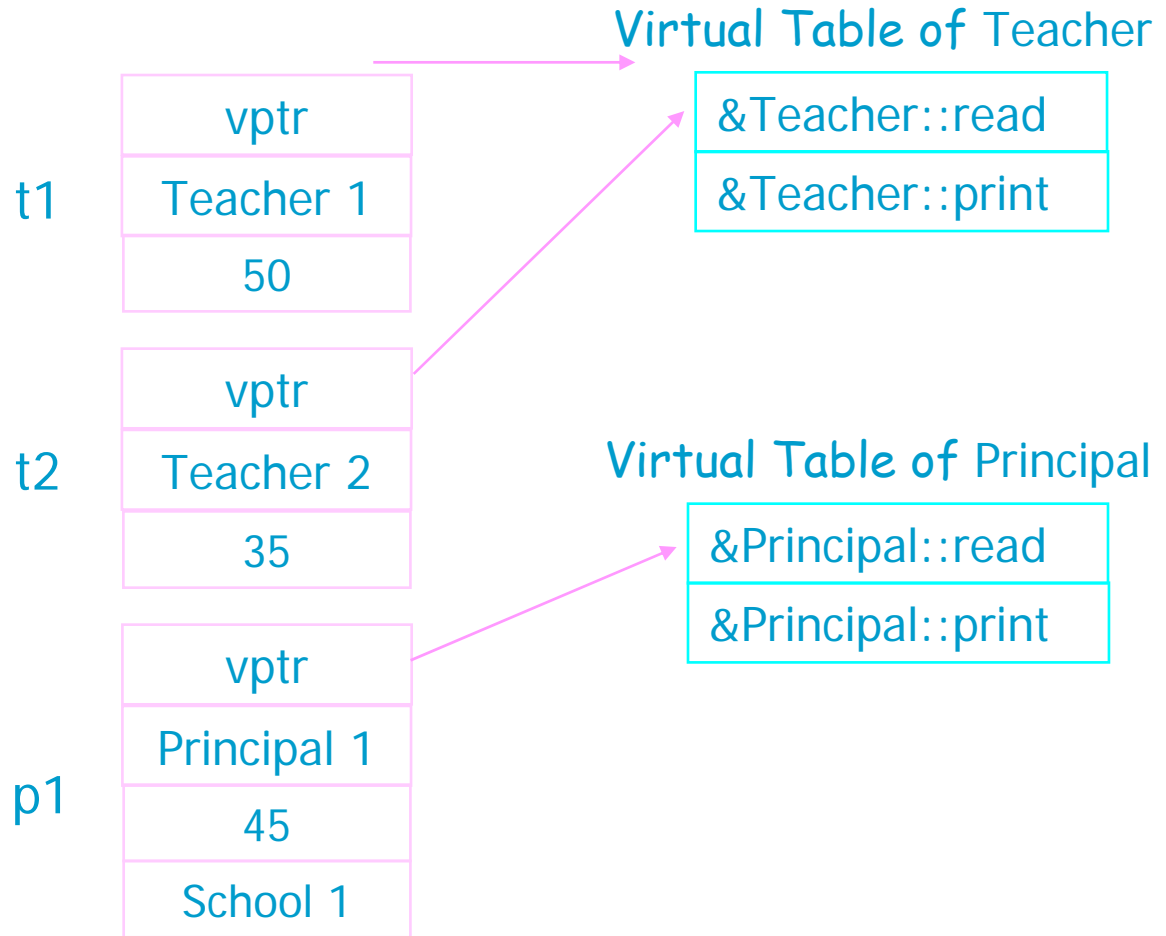 Virtual Table of Teacher
vptr
&Teacher::read
t1
Teacher 1
&Teacher::print
50
vptr
t2
Teacher 2
Virtual Table of Principal
35
&Principal::read
&Principal::print
vptr
Principal 1
p1
45
School 1